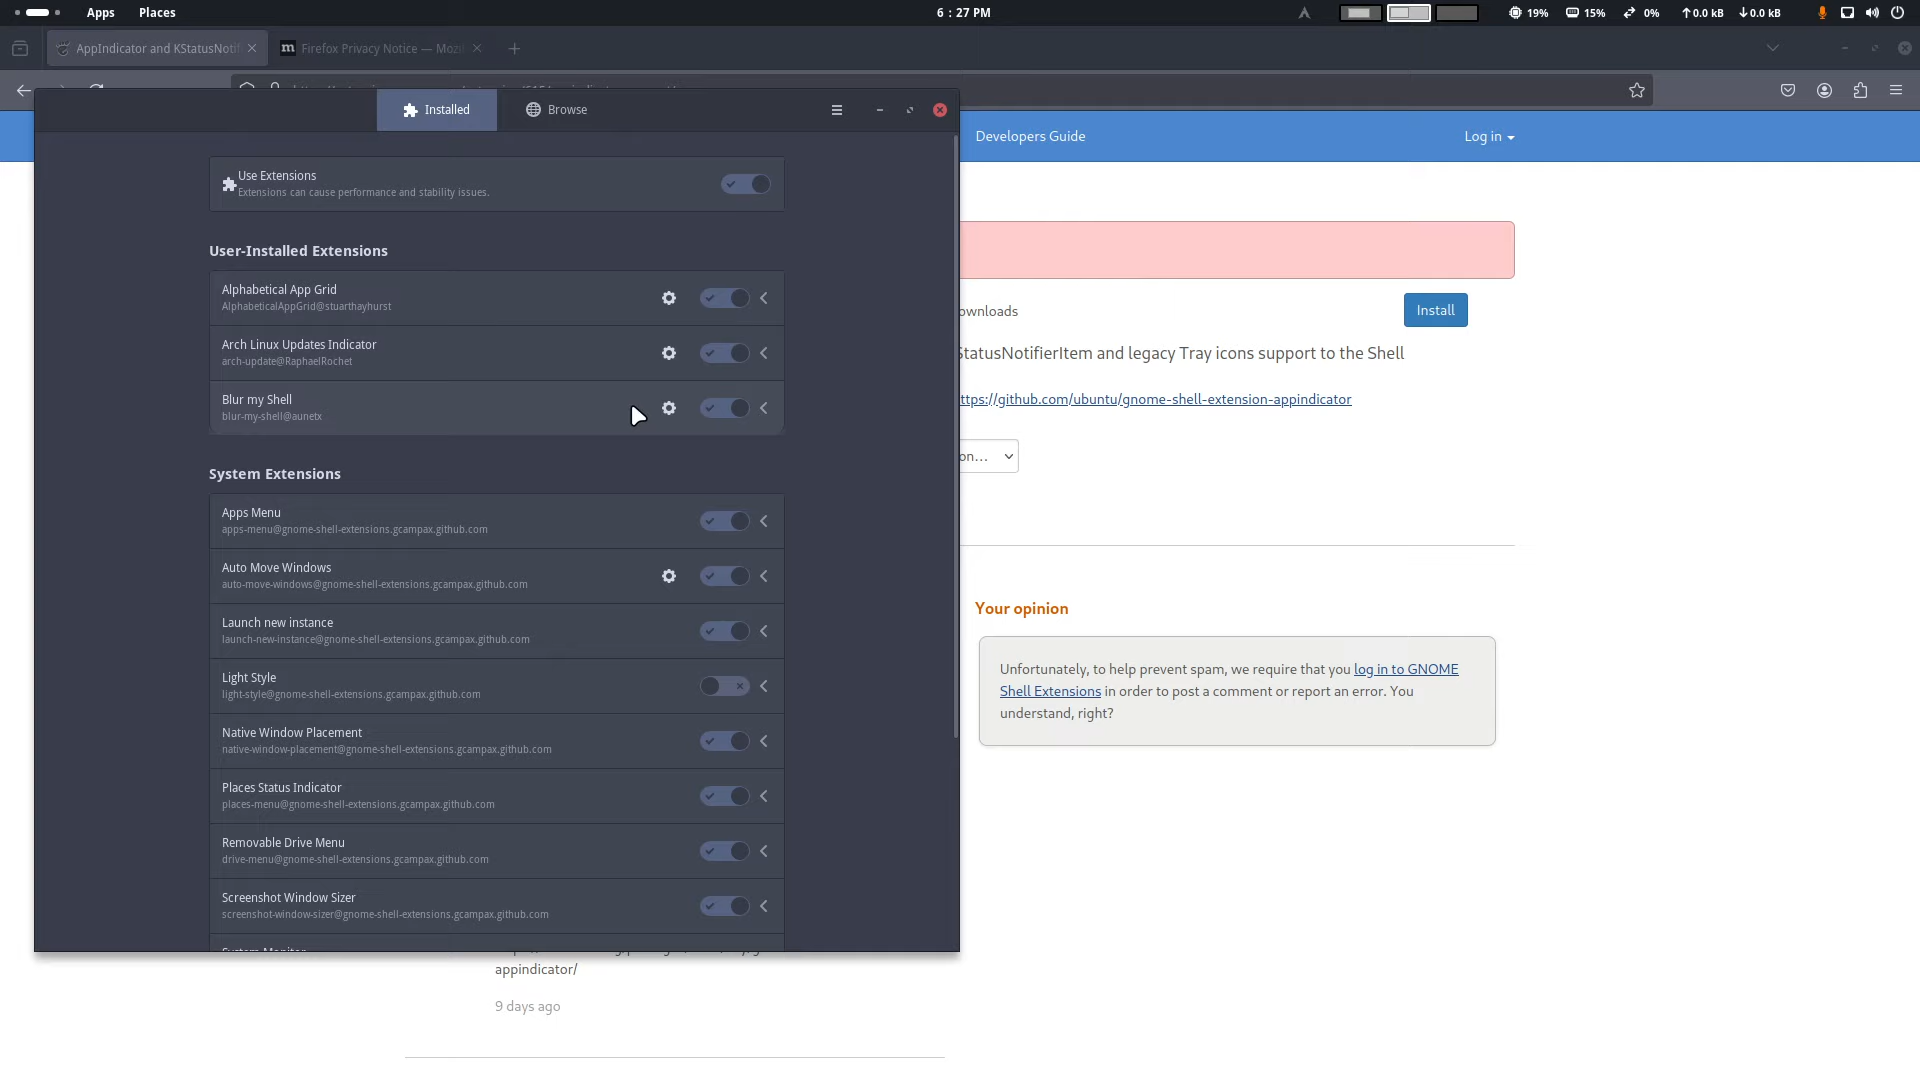 Apps
Places
6 : 27 PM
19%
15%
0%
0.0 kB
0.0 kB
AppIndicator and KStatusNotif
Firefox Privacy Notice — Mozi
Installed
Browse
Developers Guide
Log in
Use Extensions
Extensions can cause performance and stability issues.
User-Installed Extensions
Alphabetical App Grid
AlphabeticalAppGrid@stuarthayhurst
Arch Linux Updates Indicator
arch-update@RaphaelRochet
Blur my Shell
blur-my-shell@aunetx
System Extensions
Apps Menu
apps-menu@gnome-shell-extensions.gcampax.github.com
Auto Move Windows
auto-move-windows@gnome-shell-extensions.gcampax.github.com
Launch new instance
launch-new-instance@gnome-shell-extensions.gcampax.github.com
Light Style
light-style@gnome-shell-extensions.gcampax.github.com
Native Window Placement
native-window-placement@gnome-shell-extensions.gcampax.github.com
Places Status Indicator
places-menu@gnome-shell-extensions.gcampax.github.com
Removable Drive Menu
drive-menu@gnome-shell-extensions.gcampax.github.com
Screenshot Window Sizer
screenshot-window-sizer@gnome-shell-extensions.gcampax.github.com
ownloads
Install
StatusNotifierItem and legacy Tray icons support to the Shell
ttps://github.com/ubuntu/gnome-shell-extension-appindicator
on...
Your opinion
Unfortunately, to help prevent spam, we require that you log in to GNOME
Shell Extensions in order to post a comment or report an error. You
understand, right?
appindicator/
9 days ago